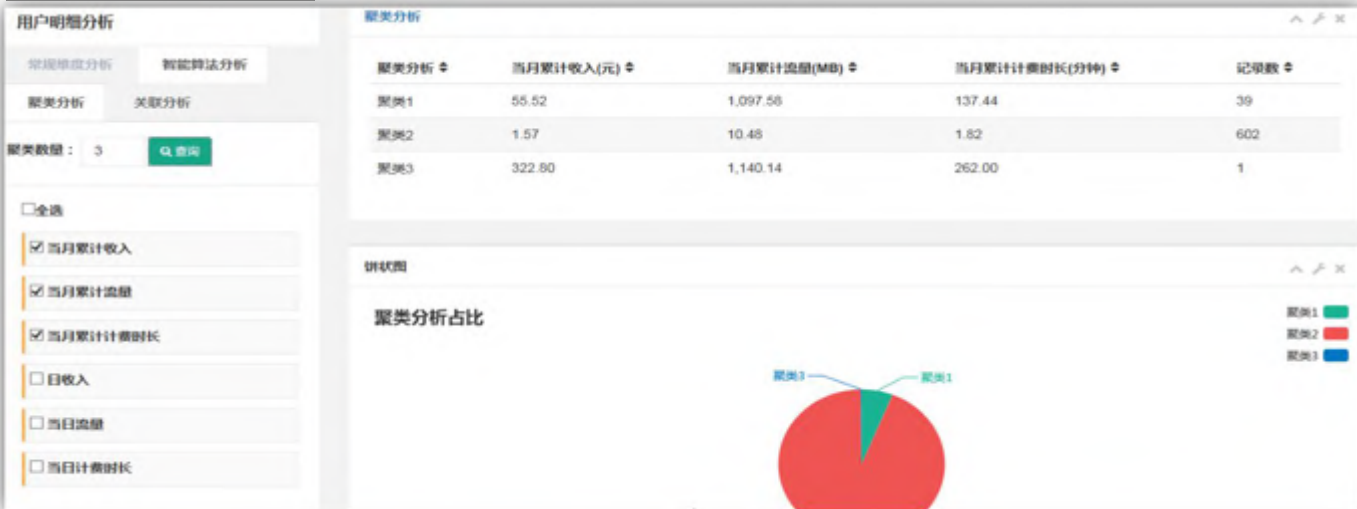 用户明细分析
常规维度分析 智能算法分析
聚类分析 关联分析
聚类数量： 3 查询
全选
当月累计收入
当月累计流量
当月累计计费时长
日收入
当日流量
当日计费时长
聚类分析
聚类分析 当月累计收入(元) 当月累计流量(MB) 当月累计计费时长(分钟) 记录数
聚类1 55.52 1,097.58 137.44 39
聚类2 1.57 10.48 1.82 602
聚类3 322.80 1,140.14 262.00 1
饼状图
聚类分析占比
聚类1
聚类2
聚类3
聚类3 聚类1